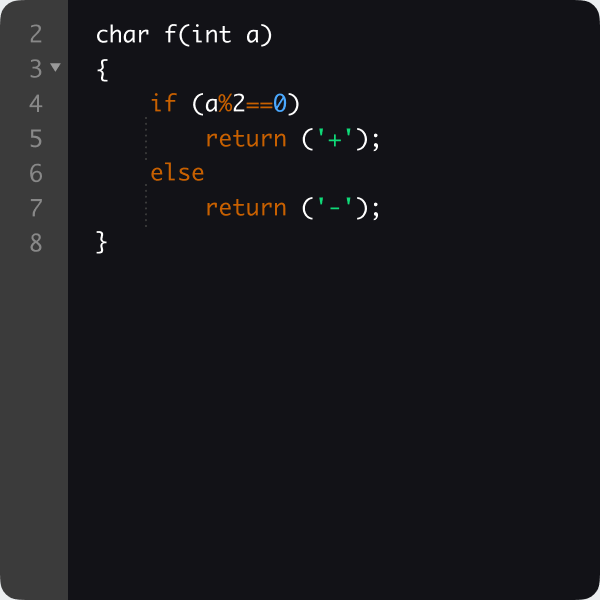 2 char f(int a)
3 {
4 if (a%2==0)
5 return ('+');
6 else
7 return ('-');
8 }